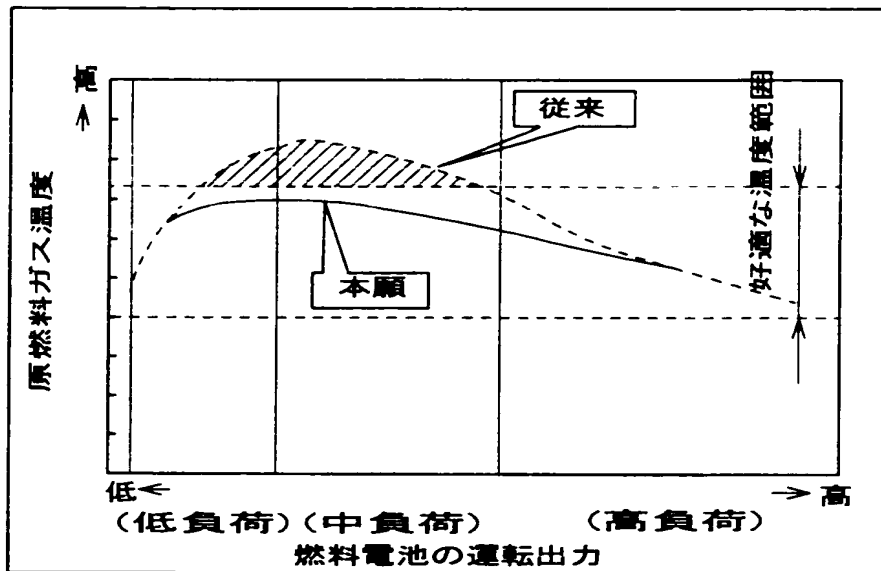 →高
原燃料ガス温度
従来
本願
好適な温度範囲
低←
→高
(低負荷)(中負荷)
(高負荷)
燃料電池の運転出力